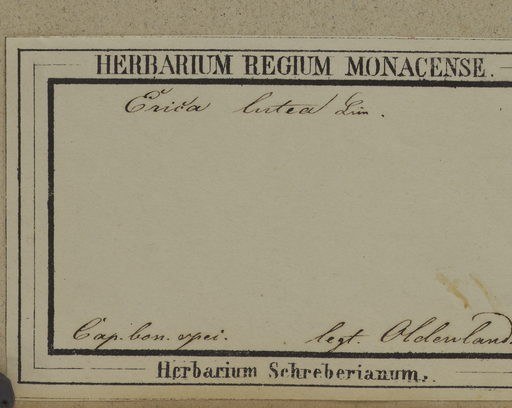 HERBARIUM REGIUM MONACENSE.
Erica lutea Lin.
Cap. bon. spei. legt. Oldenland.
Herbarium Schreberianum.